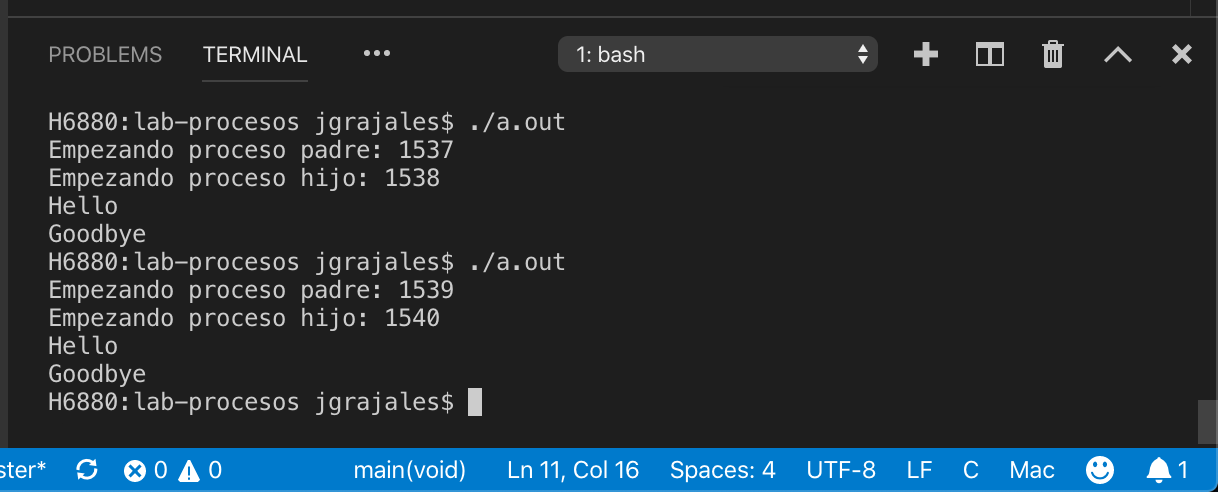 PROBLEMS TERMINAL ••• 1: bash
H6880:lab-procesos jgrajales$ ./a.out
Empezando proceso padre: 1537
Empezando proceso hijo: 1538
Hello
Goodbye
H6880:lab-procesos jgrajales$ ./a.out
Empezando proceso padre: 1539
Empezando proceso hijo: 1540
Hello
Goodbye
H6880:lab-procesos jgrajales$
ster* 0 0 main(void) Ln 11, Col 16 Spaces: 4 UTF-8 LF C Mac 1